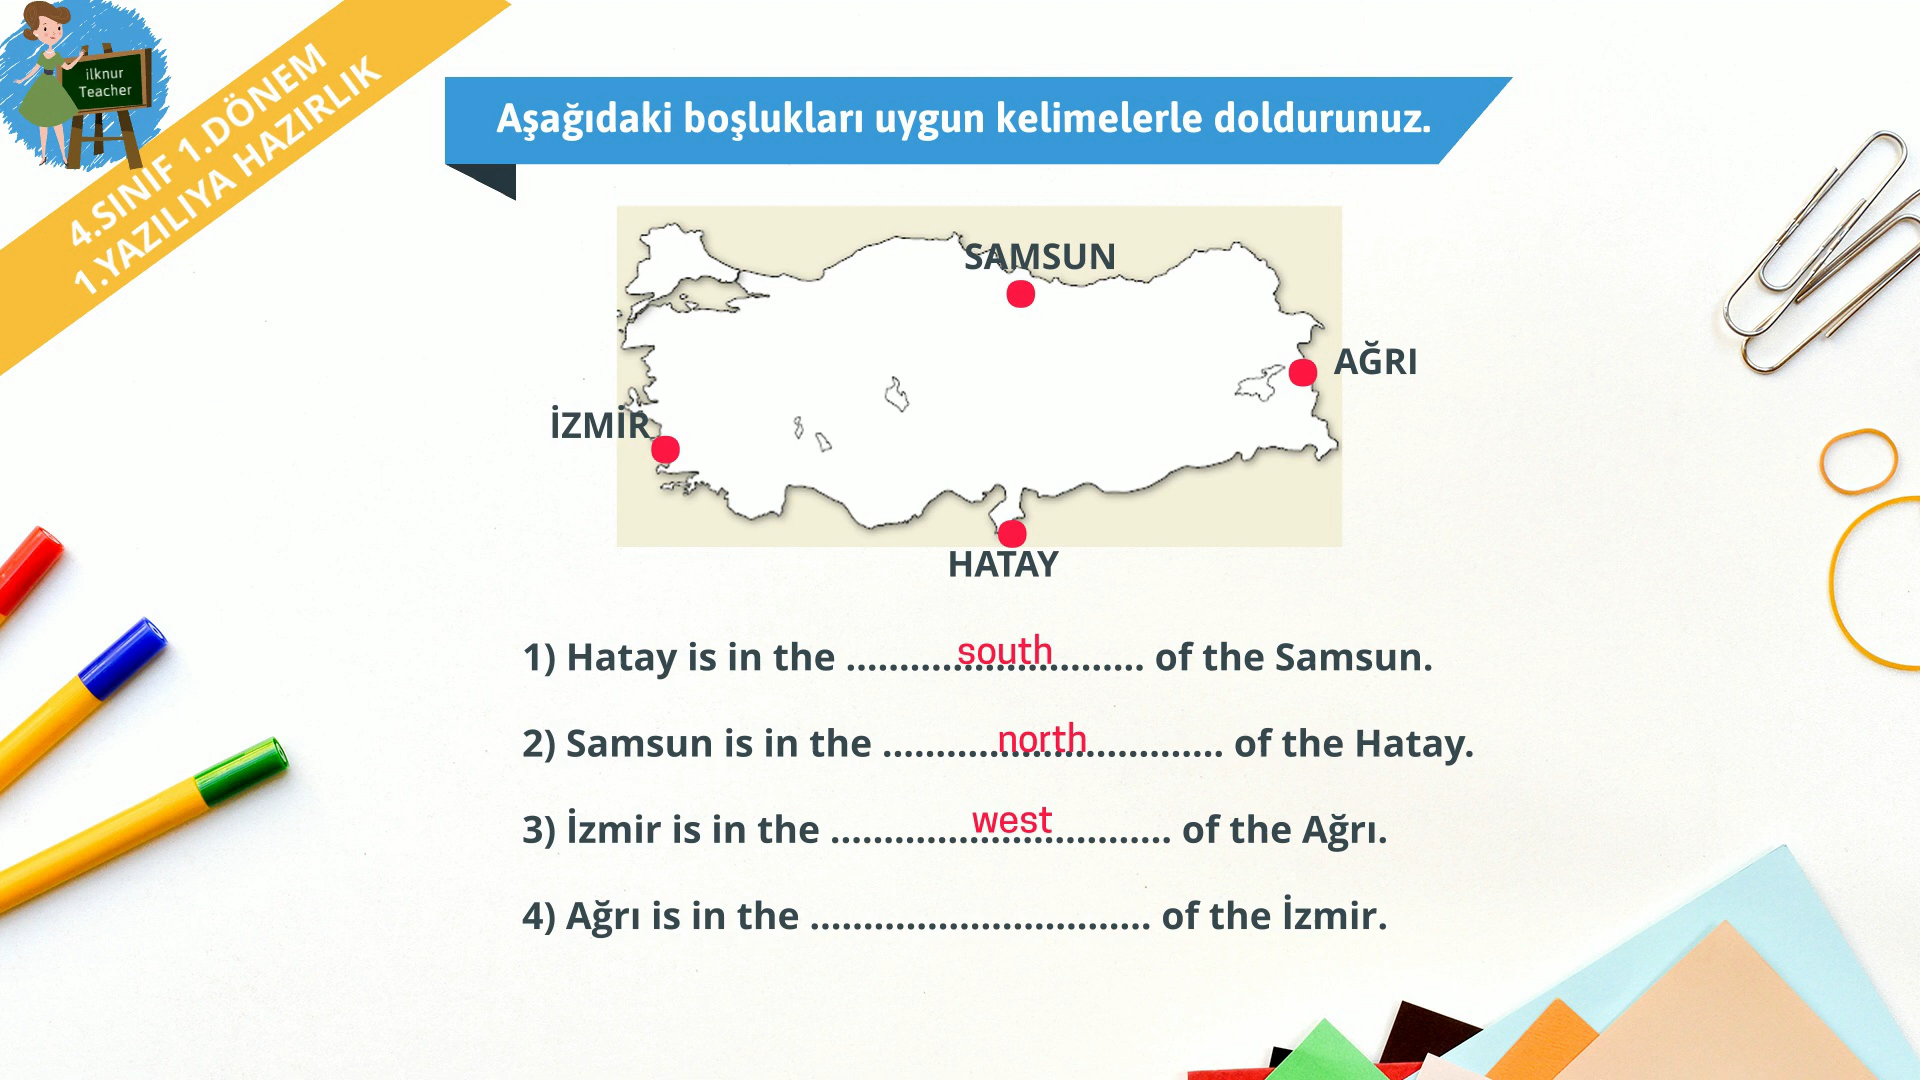 ilknur
Teacher
4.SINIF 1.DÖNEM
1.YAZILIYA HAZIRLIK
Aşağıdaki boşlukları uygun kelimelerle doldurunuz.
SAMSUN
AĞRI
İZMİR
HATAY
1) Hatay is in the ............south............ of the Samsun.
2) Samsun is in the ............north............ of the Hatay.
3) İzmir is in the ............west............ of the Ağrı.
4) Ağrı is in the ................................ of the İzmir.